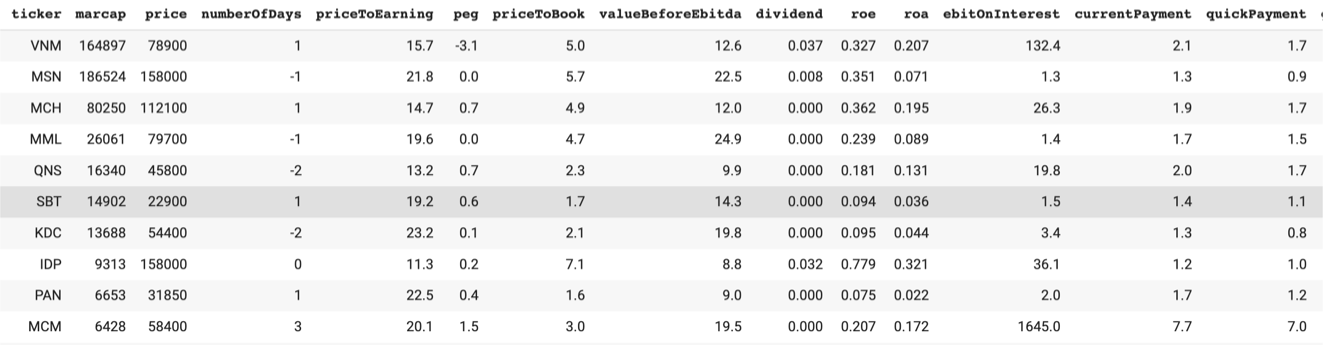 ticker marcap price numberOfDays priceToEarning peg priceToBook valueBeforeEbitda dividend roe roa ebitOnInterest currentPayment quickPayment
VNM 164897 78900 1 15.7 -3.1 5.0 12.6 0.037 0.327 0.207 132.4 2.1 1.7
MSN 186524 158000 -1 21.8 0.0 5.7 22.5 0.008 0.351 0.071 1.3 1.3 0.9
MCH 80250 112100 1 14.7 0.7 4.9 12.0 0.000 0.362 0.195 26.3 1.9 1.7
MML 26061 79700 -1 19.6 0.0 4.7 24.9 0.000 0.239 0.089 1.4 1.7 1.5
QNS 16340 45800 -2 13.2 0.7 2.3 9.9 0.000 0.181 0.131 19.8 2.0 1.7
SBT 14902 22900 1 19.2 0.6 1.7 14.3 0.000 0.094 0.036 1.5 1.4 1.1
KDC 13688 54400 -2 23.2 0.1 2.1 19.8 0.000 0.095 0.044 3.4 1.3 0.8
IDP 9313 158000 0 11.3 0.2 7.1 8.8 0.032 0.779 0.321 36.1 1.2 1.0
PAN 6653 31850 1 22.5 0.4 1.6 9.0 0.000 0.075 0.022 2.0 1.7 1.2
MCM 6428 58400 3 20.1 1.5 3.0 19.5 0.000 0.207 0.172 1645.0 7.7 7.0